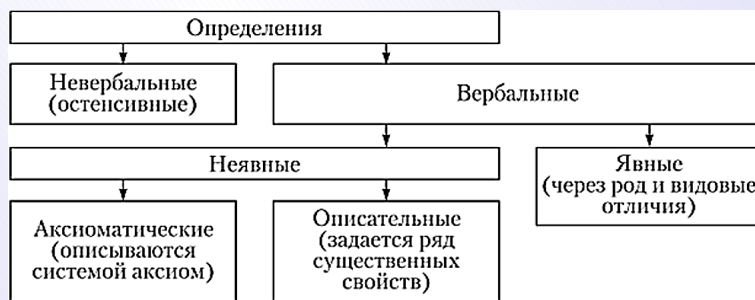 Определения
Невербальные
(остенсивные)
Вербальные
Неявные
Явные
(через род и видовые
отличия)
Аксиоматические
(описываются
системой аксиом)
Описательные
(задается ряд
существенных
свойств)